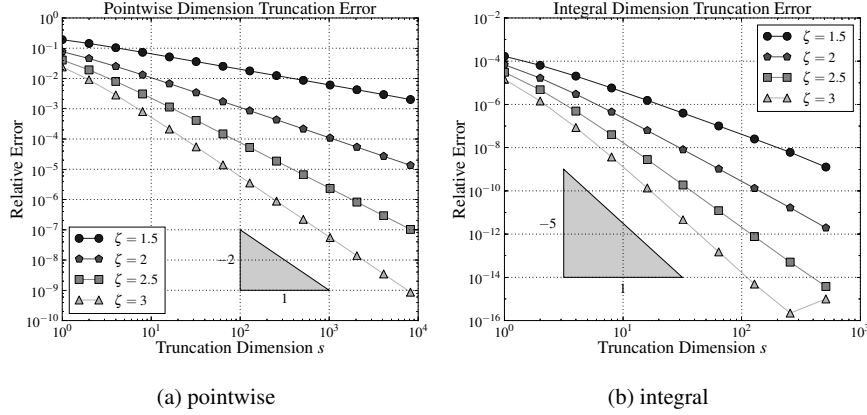 Pointwise Dimension Truncation Error
Relative Error
10^0
10^{-1}
10^{-2}
10^{-3}
10^{-4}
10^{-5}
10^{-6}
10^{-7}
10^{-8}
10^{-9}
10^{-10}
ζ = 1.5
ζ = 2
ζ = 2.5
ζ = 3
−2
1
10^0 10^1 10^2 10^3 10^4
Truncation Dimension s
(a) pointwise
Integral Dimension Truncation Error
Relative Error
10^{-2}
10^{-4}
10^{-6}
10^{-8}
10^{-10}
10^{-12}
10^{-14}
10^{-16}
ζ = 1.5
ζ = 2
ζ = 2.5
ζ = 3
−5
1
10^0 10^1 10^2 10^3
Truncation Dimension s
(b) integral